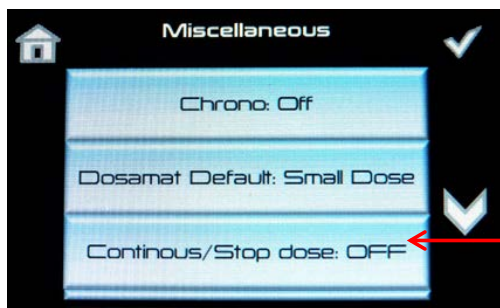 Miscellaneous
Chrono: Off
Dosamat Default: Small Dose
Continous/Stop dose: OFF